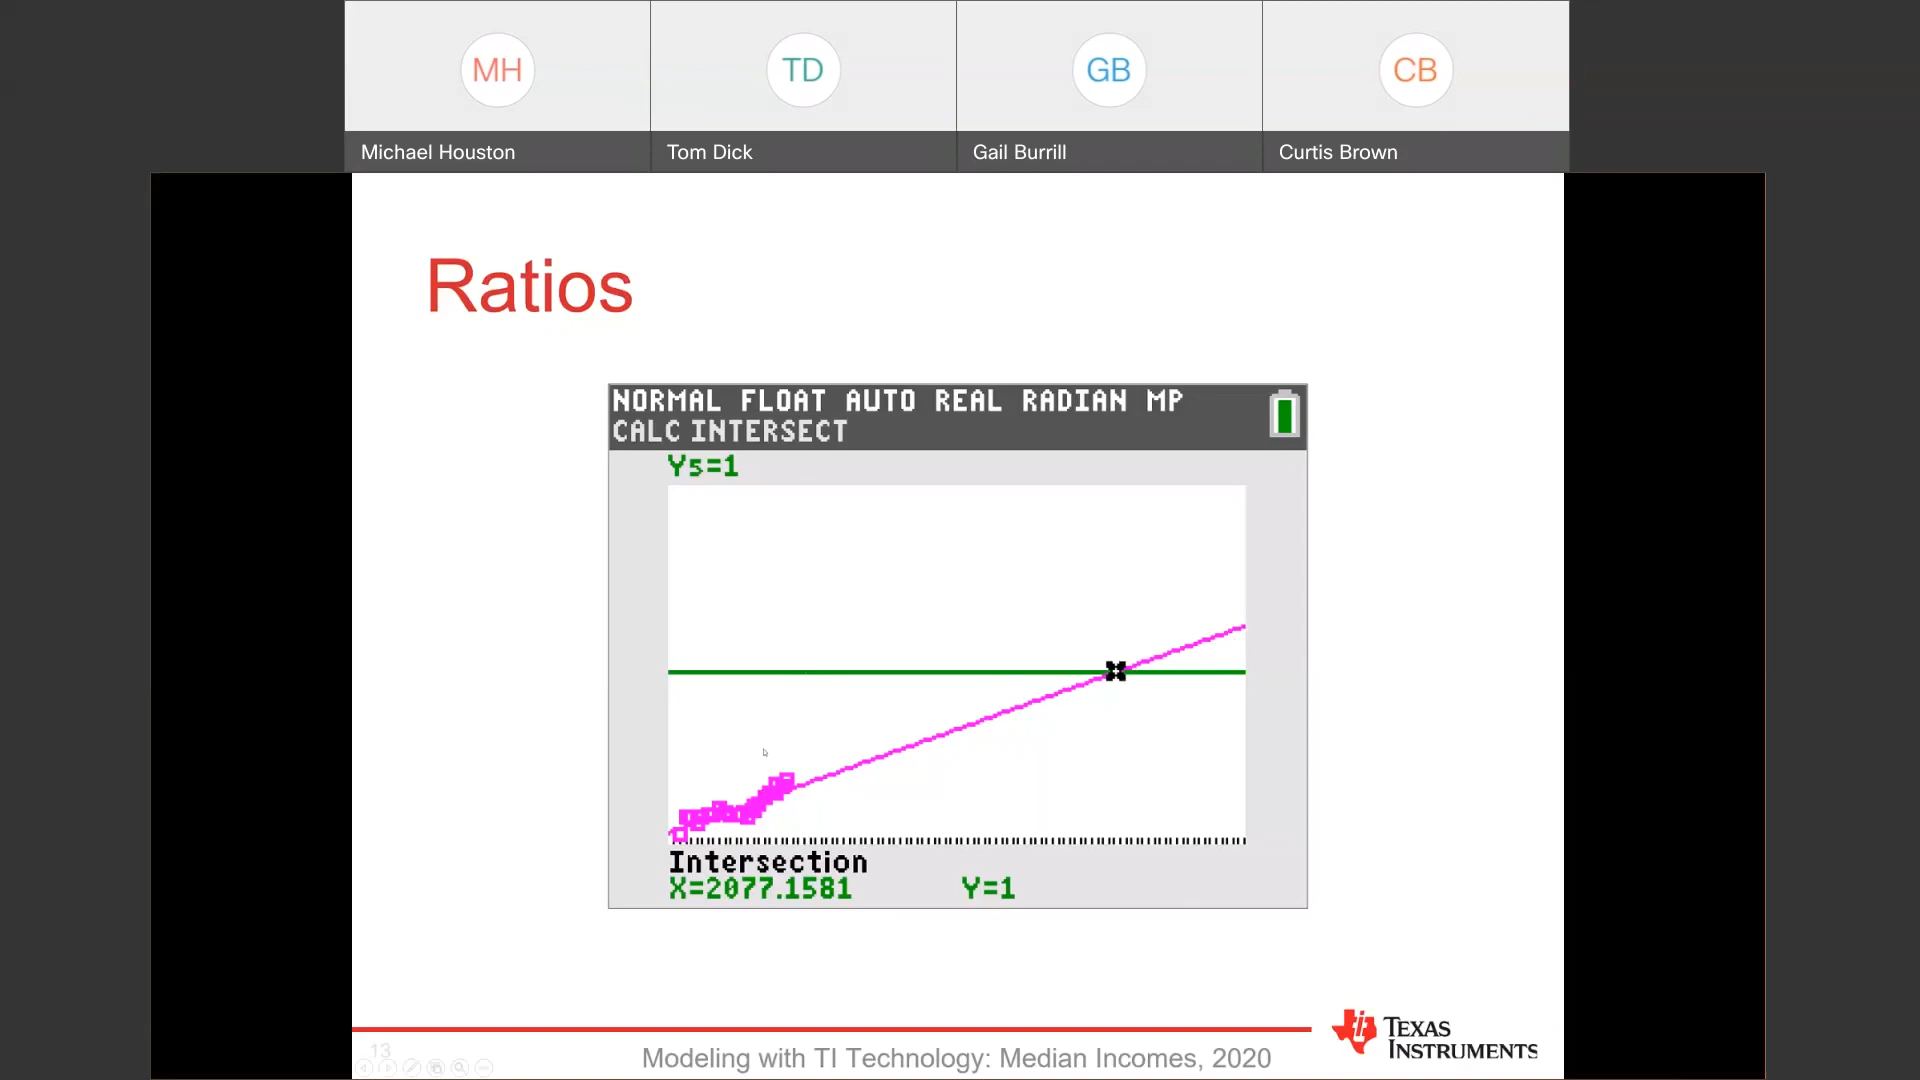 MH
TD
GB
CB
Michael Houston
Tom Dick
Gail Burrill
Curtis Brown
Ratios
NORMAL FLOAT AUTO REAL RADIAN MP
CALC INTERSECT
Y5=1
Intersection
X=2077.1581 Y=1
13
Modeling with TI Technology: Median Incomes, 2020
TEXAS
INSTRUMENTS